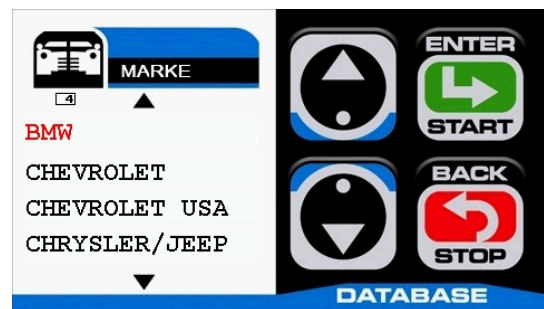 MARKE
4
BMW
CHEVROLET
CHEVROLET USA
CHRYSLER/JEEP
ENTER
START
BACK
STOP
DATABASE